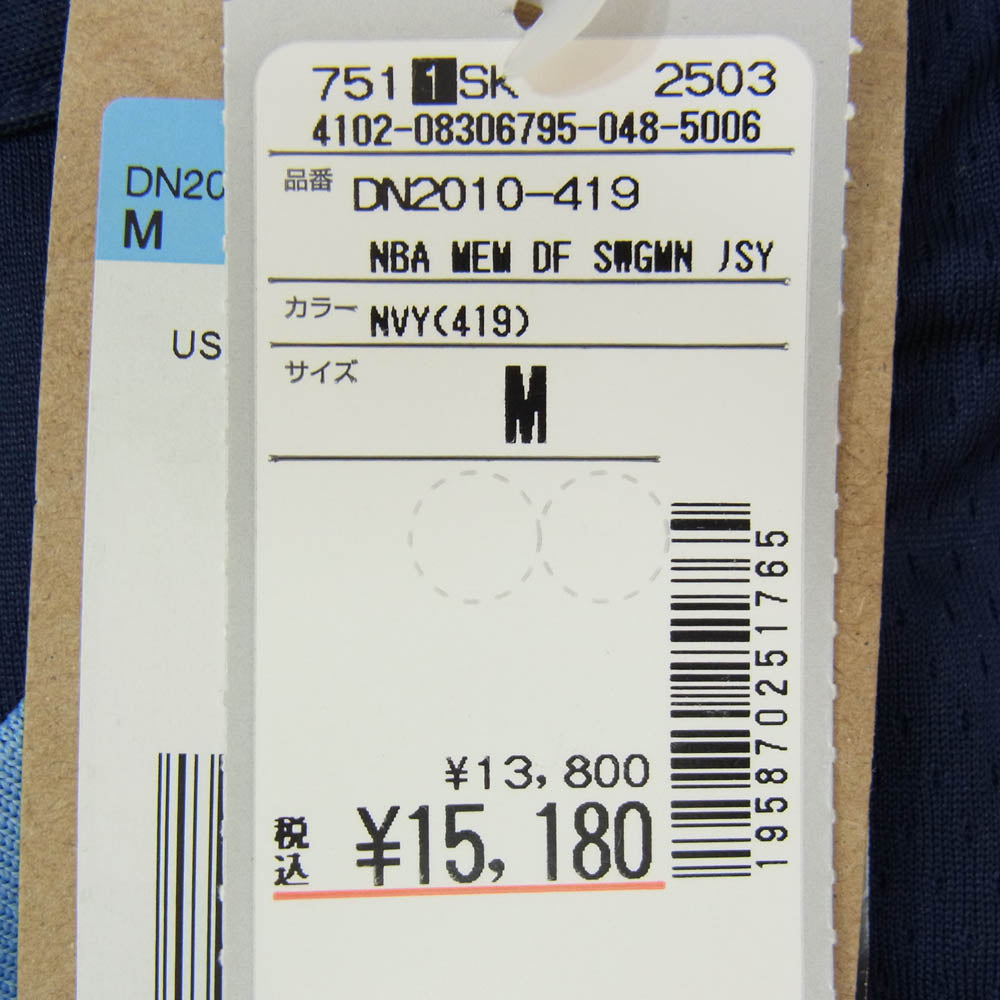 751 1 SK 2503
4102-08306795-048-5006
品番 DN2010-419
NBA MEM DF SWGMN JSY
カラー NVY(419)
サイズ M
¥13,800
税込 ¥15,180
195870251765
DN20
M
US